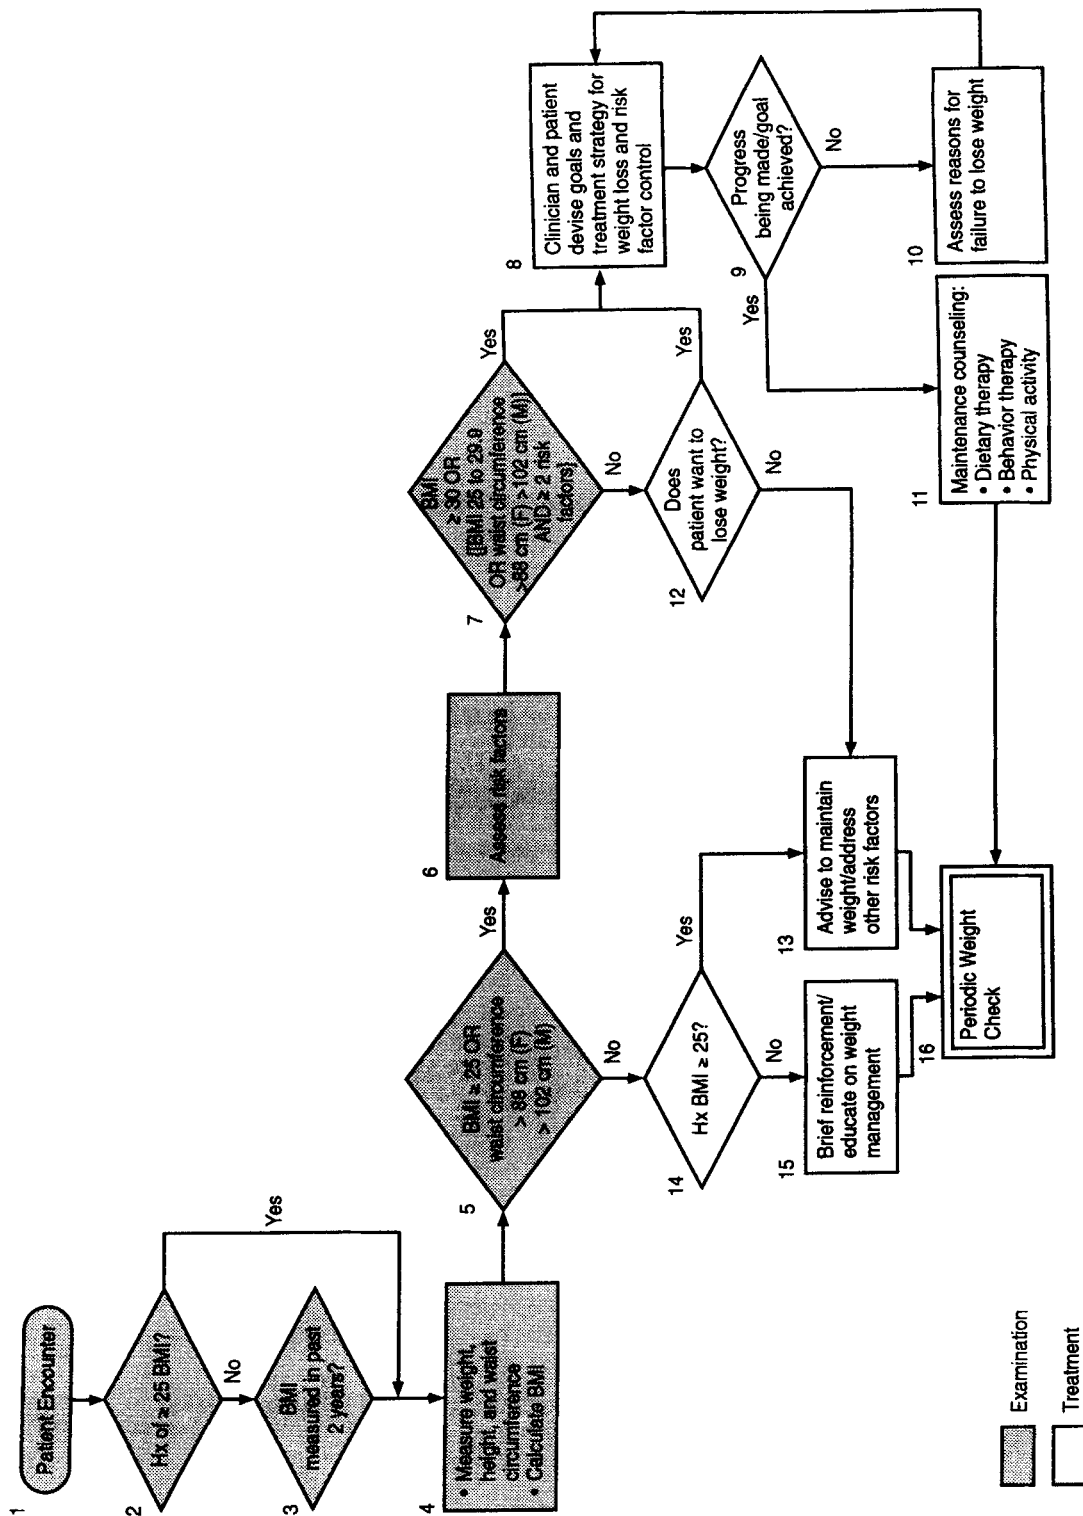 1
Patient Encounter
2
Hx of ≥ 25 BMI?
Yes
No
3
BMI
measured in past
2 years?
4
• Measure weight,
height, and waist
circumference
• Calculate BMI
5
BMI ≥ 25 OR
waist circumference
> 88 cm (F)
> 102 cm (M)
Yes
No
6
Assess risk factors
7
BMI
≥ 30 OR
{[BMI 25 to 29.9
OR waist circumference
>88 cm (F) >102 cm (M)]
AND ≥ 2 risk
factors}
Yes
No
8
Clinician and patient
devise goals and
treatment strategy for
weight loss and risk
factor control
9
Progress
being made/goal
achieved?
Yes
No
10
Assess reasons for
failure to lose weight
11
Maintenance counseling:
• Dietary therapy
• Behavior therapy
• Physical activity
12
Does
patient want to
lose weight?
Yes
No
13
Advise to maintain
weight/address
other risk factors
14
Hx BMI ≥ 25?
Yes
No
15
Brief reinforcement/
educate on weight
management
16
Periodic Weight
Check
Examination
Treatment